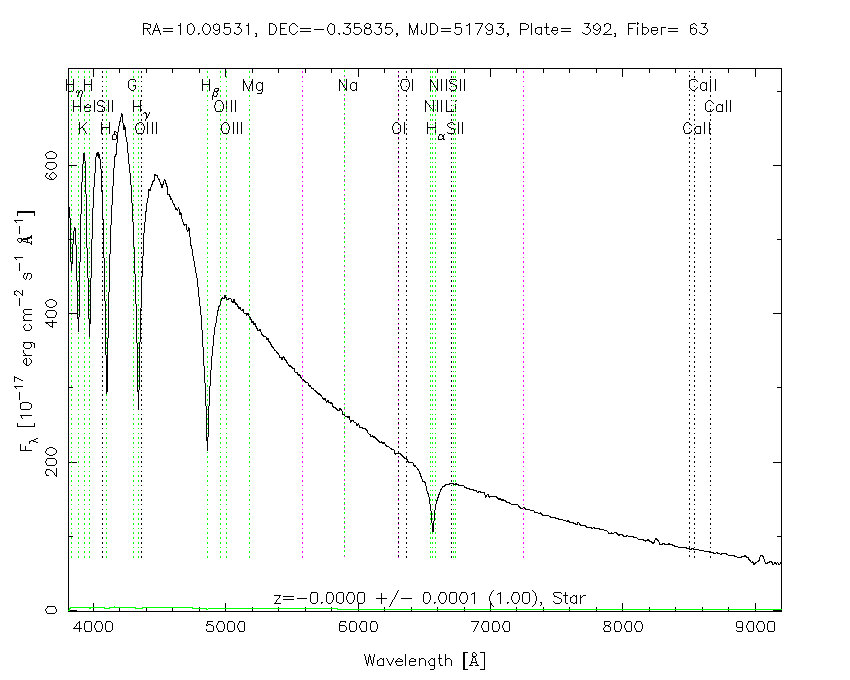 RA=10.09531, DEC=−0.35835, MJD=51793, Plate= 392, Fiber= 63
Hη H G Hβ Mg Na OI NII SII CaII
HeI SII Hγ OIII NII Li CaII
K Hδ OIII OIII OI Hα SII CaII
600
400
200
0
Fλ [10−17 erg cm−2 s−1 Å−1]
z=−0.0000 +/− 0.0001 (1.00), Star
4000 5000 6000 7000 8000 9000
Wavelength [Å]